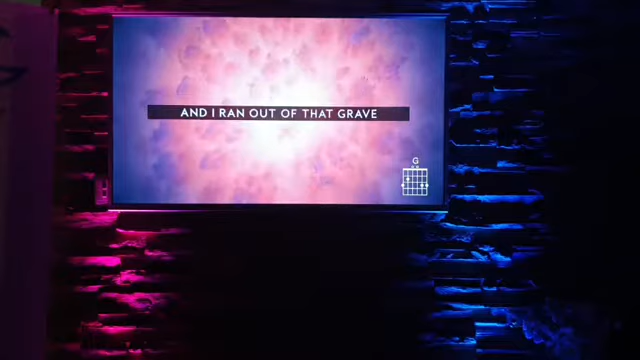 AND I RAN OUT OF THAT GRAVE
G